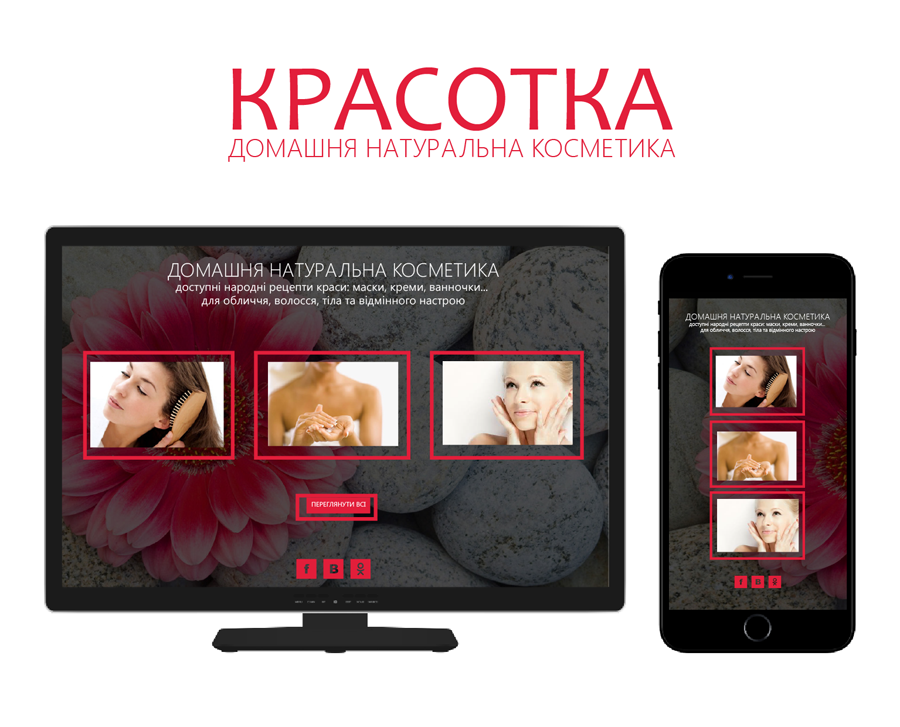 КРАСОТКА
ДОМАШНЯ НАТУРАЛЬНА КОСМЕТИКА
ДОМАШНЯ НАТУРАЛЬНА КОСМЕТИКА
доступні народні рецепти краси: маски, креми, ванночки...
для обличчя, волосся, тіла та відмінного настрою
ПЕРЕГЛЯНУТИ ВСІ
f B
ДОМАШНЯ НАТУРАЛЬНА КОСМЕТИКА
доступні народні рецепти краси: маски, креми, ванночки...
для обличчя, волосся, тіла та відмінного настрою
f B